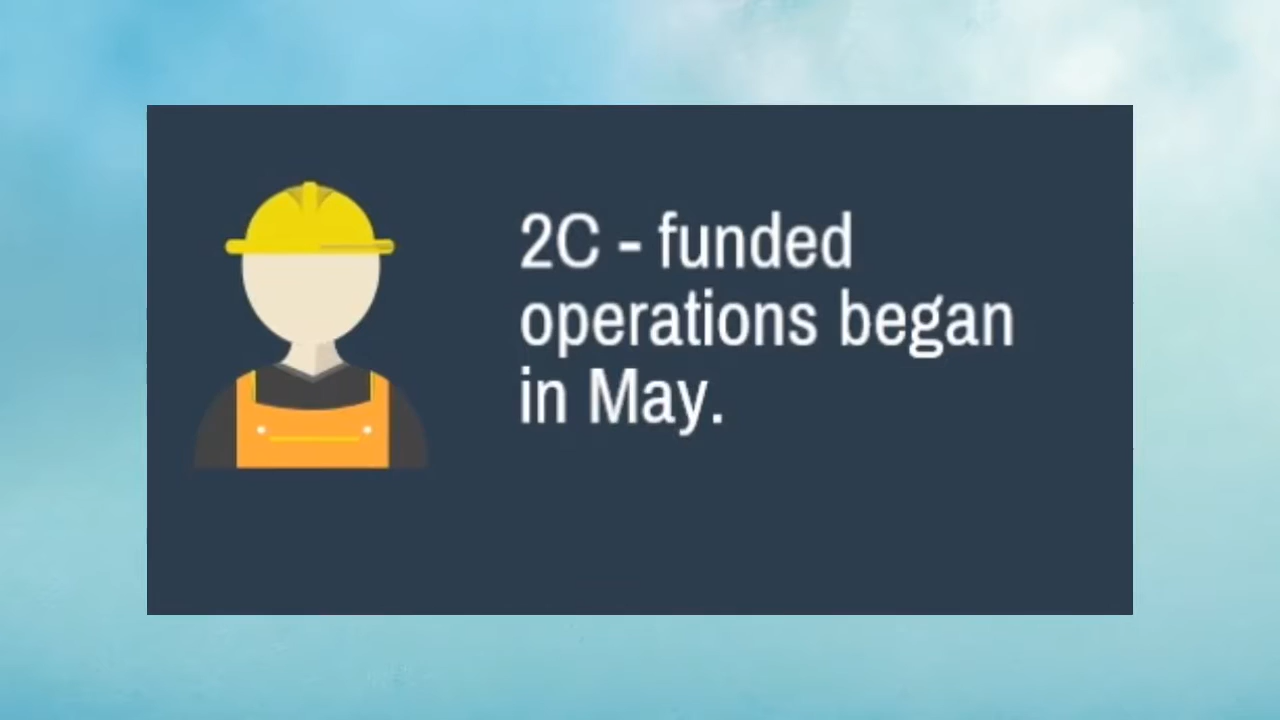 2C - funded
operations began
in May.